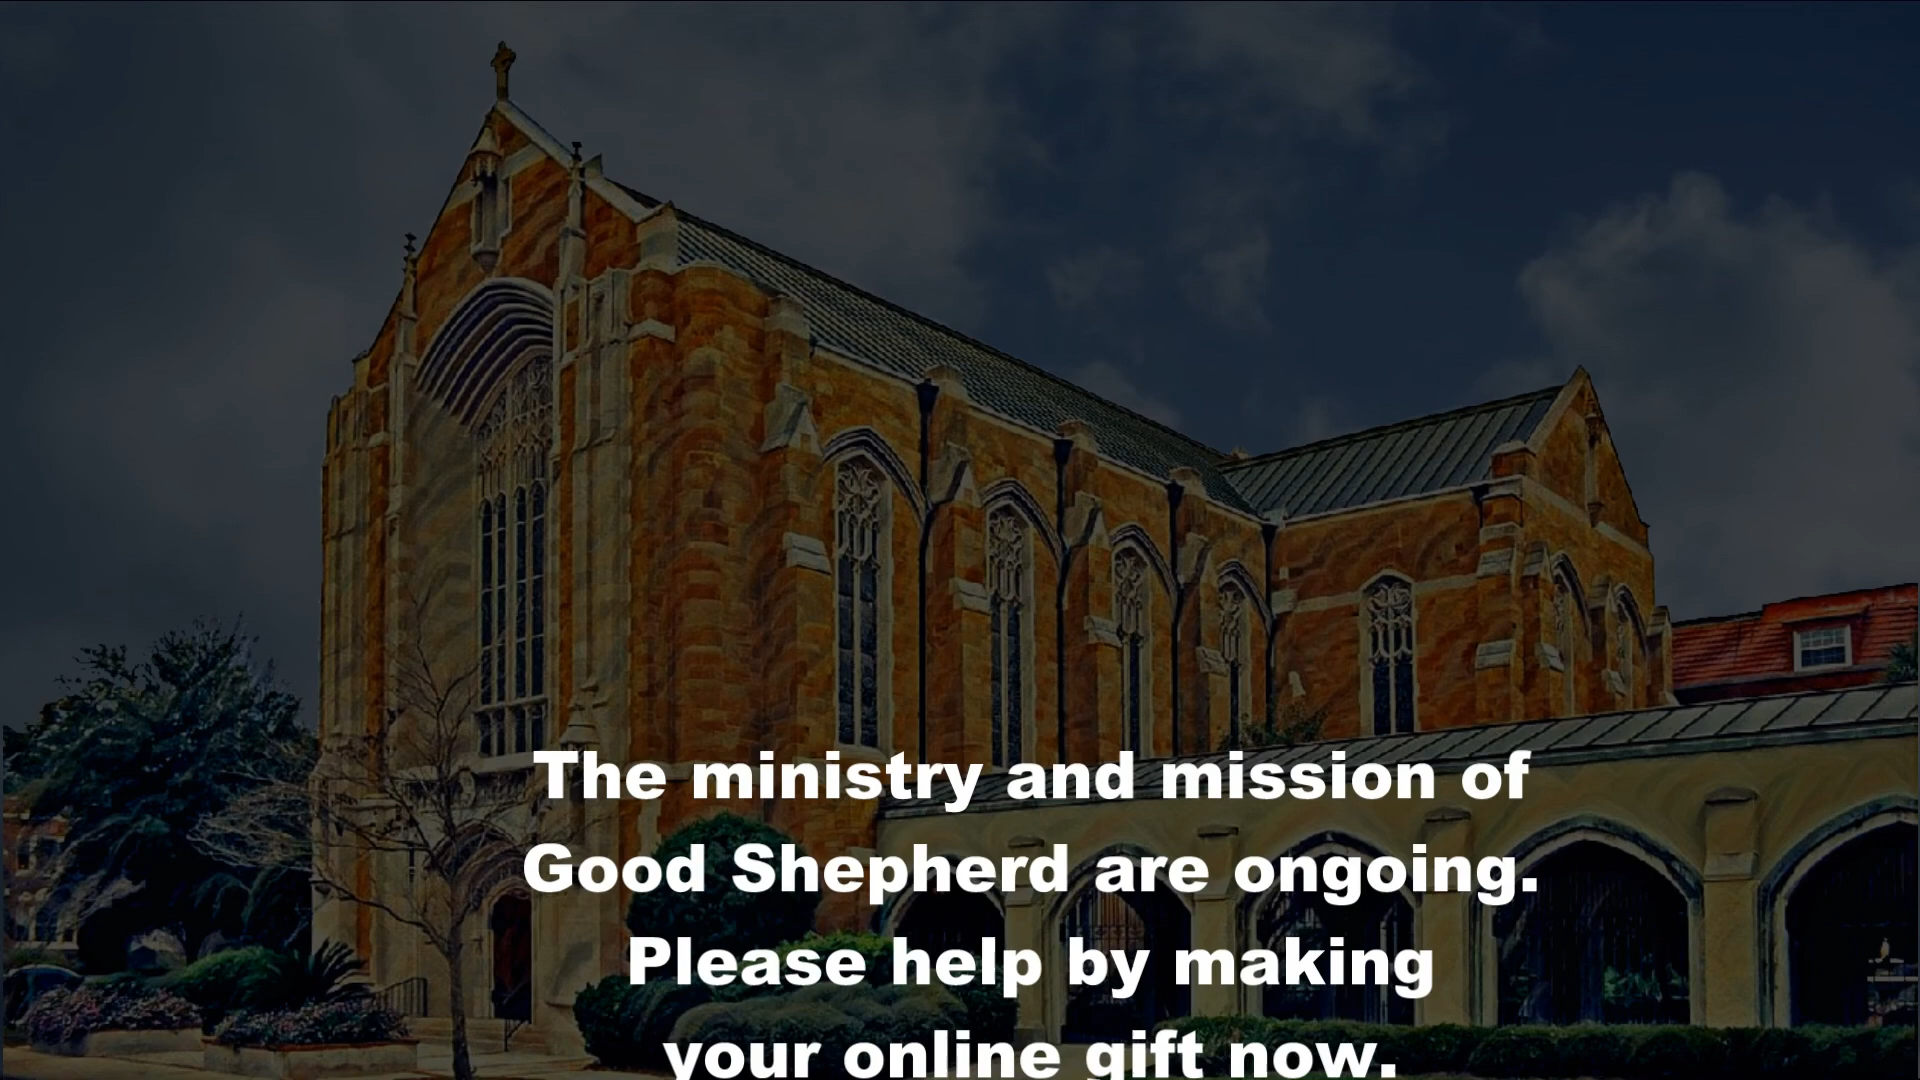 The ministry and mission of
Good Shepherd are ongoing.
Please help by making
your online gift now.